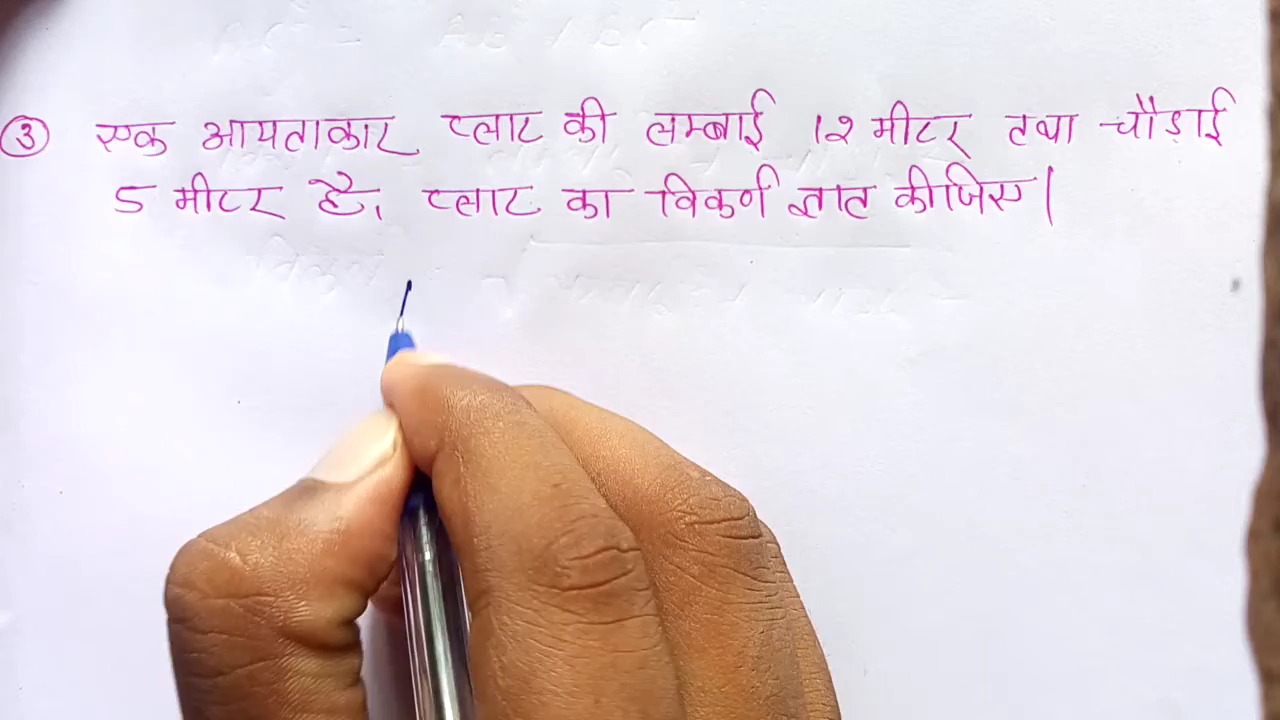 ③ एक आयताकार प्लाट की लम्बाई 12 मीटर तथा चौड़ाई
5 मीटर है, प्लाट का विकर्ण ज्ञात कीजिए।